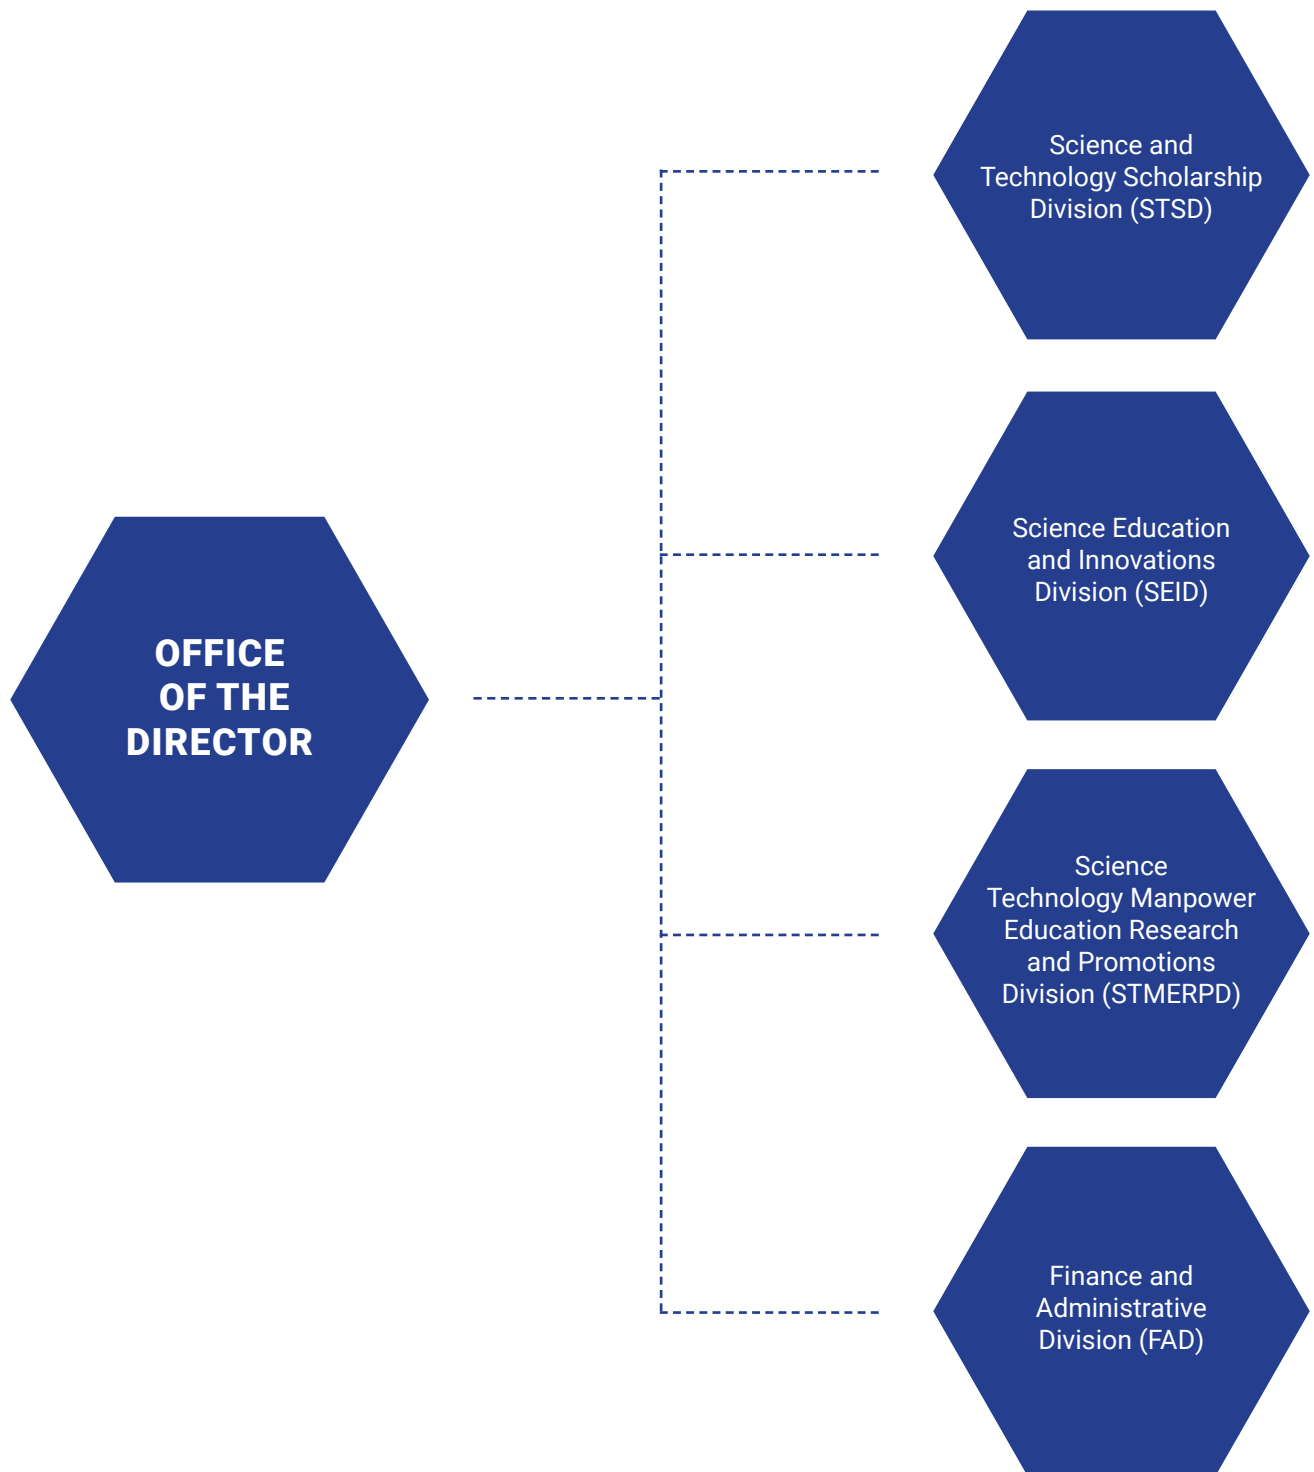 Science and
Technology Scholarship
Division (STSD)
Science Education
and Innovations
Division (SEID)
OFFICE
OF THE
DIRECTOR
Science
Technology Manpower
Education Research
and Promotions
Division (STMERPD)
Finance and
Administrative
Division (FAD)